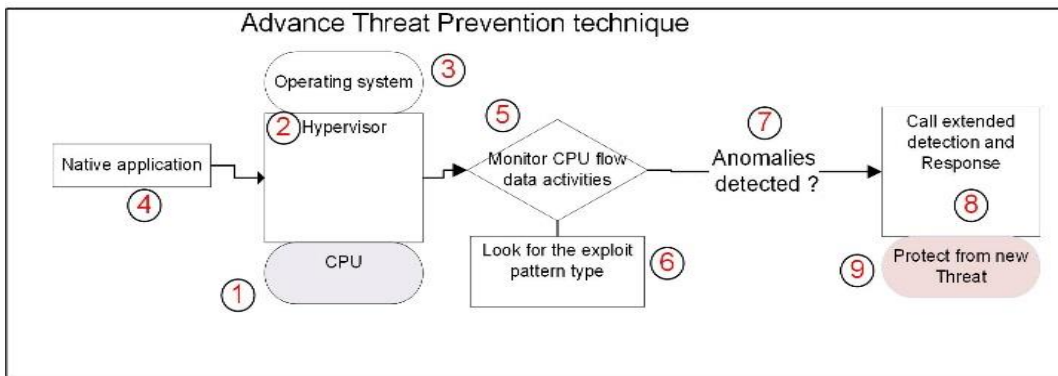 Advance Threat Prevention technique
Operating system
3
2
Hypervisor
Native application
4
CPU
1
5
Monitor CPU flow
data activities
Look for the exploit
pattern type
6
7
Anomalies
detected ?
Call extended
detection and
Response
8
Protect from new
Threat
9